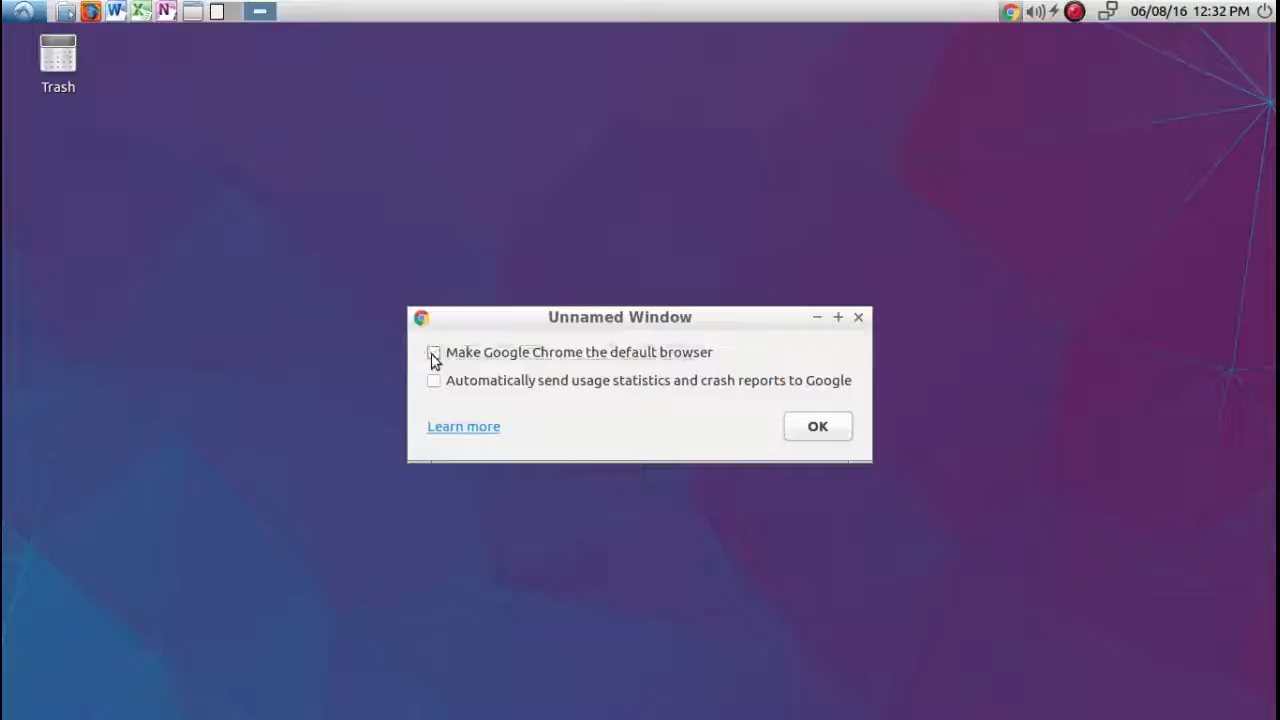 06/08/16 12:32 PM
Trash
Unnamed Window
Make Google Chrome the default browser
Automatically send usage statistics and crash reports to Google
Learn more
OK